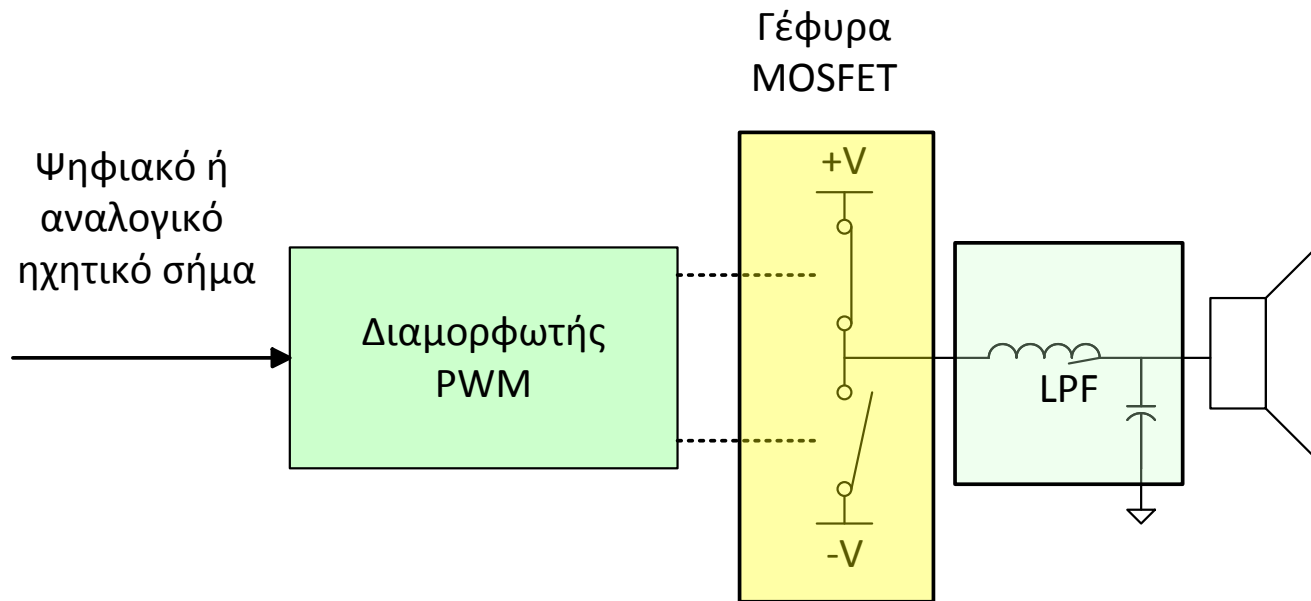 Γέφυρα
MOSFET
Ψηφιακό ή
αναλογικό
ηχητικό σήμα
Διαμορφωτής
PWM
+V
LPF
-V